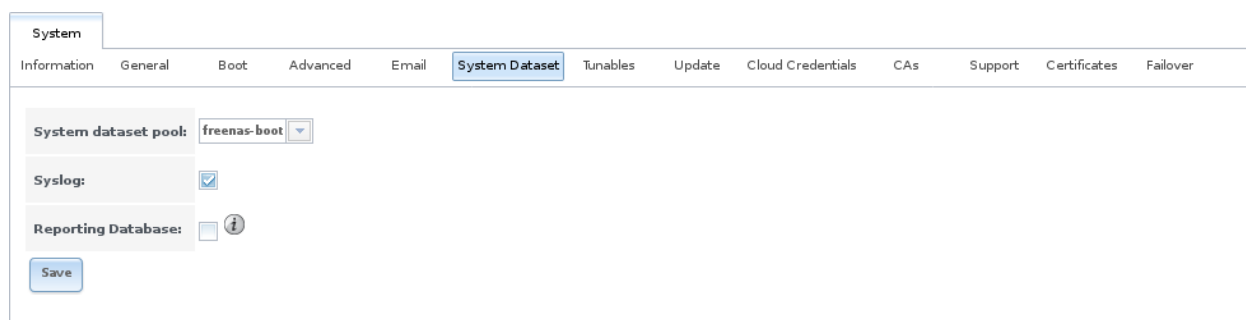 System
Information General Boot Advanced Email System Dataset Tunables Update Cloud Credentials CAs Support Certificates Failover
System dataset pool: freenas-boot
Syslog:
Reporting Database: i
Save